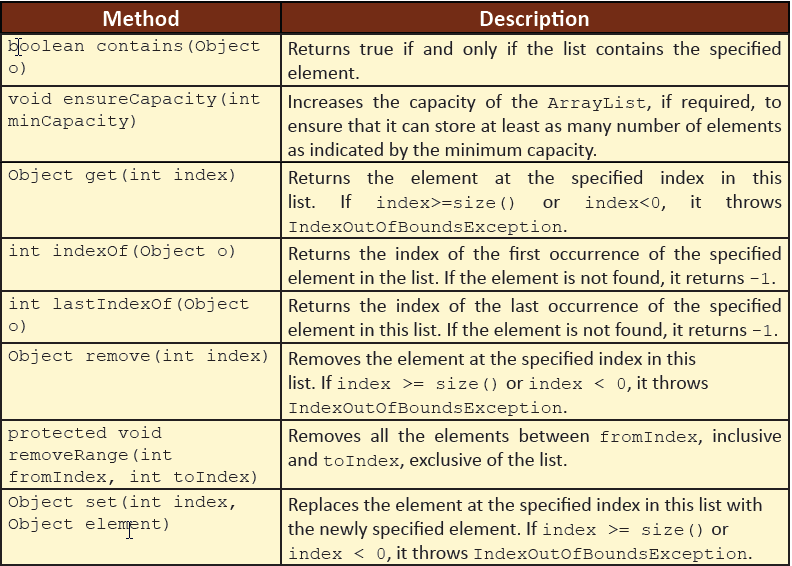 Method
Description
boolean contains(Object
o)
Returns true if and only if the list contains the specified
element.
void ensureCapacity(int
minCapacity)
Increases the capacity of the ArrayList, if required, to
ensure that it can store at least as many number of elements
as indicated by the minimum capacity.
Object get(int index)
Returns the element at the specified index in this
list. If index>=size() or index<0, it throws
IndexOutOfBoundsException.
int indexOf(Object o)
Returns the index of the first occurrence of the specified
element in the list. If the element is not found, it returns -1.
int lastIndexOf(Object
o)
Returns the index of the last occurrence of the specified
element in this list. If the element is not found, it returns -1.
Object remove(int index)
Removes the element at the specified index in this
list. If index >= size() or index < 0, it throws
IndexOutOfBoundsException.
protected void
removeRange(int
fromIndex, int toIndex)
Removes all the elements between fromIndex, inclusive
and toIndex, exclusive of the list.
Object set(int index,
Object element)
Replaces the element at the specified index in this list with
the newly specified element. If index >= size() or
index < 0, it throws IndexOutOfBoundsException.